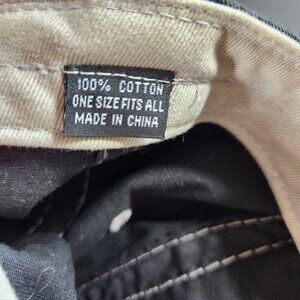 100% COTTON
ONE SIZE FITS ALL
MADE IN CHINA